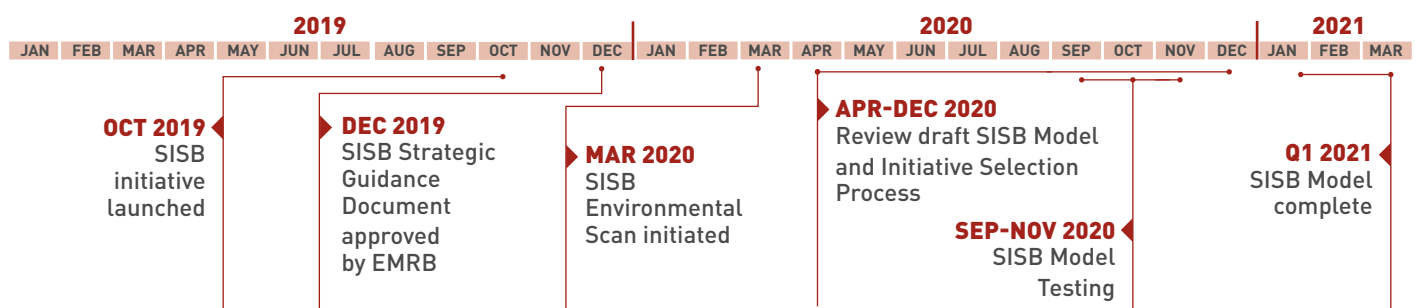 2019 2020 2021
JAN FEB MAR APR MAY JUN JUL AUG SEP OCT NOV DEC JAN FEB MAR APR MAY JUN JUL AUG SEP OCT NOV DEC JAN FEB MAR
OCT 2019
SISB
initiative
launched
DEC 2019
SISB Strategic
Guidance
Document
approved
by EMRB
MAR 2020
SISB
Environmental
Scan initiated
APR-DEC 2020
Review draft SISB Model
and Initiative Selection
Process
SEP-NOV 2020
SISB Model
Testing
Q1 2021
SISB Model
complete